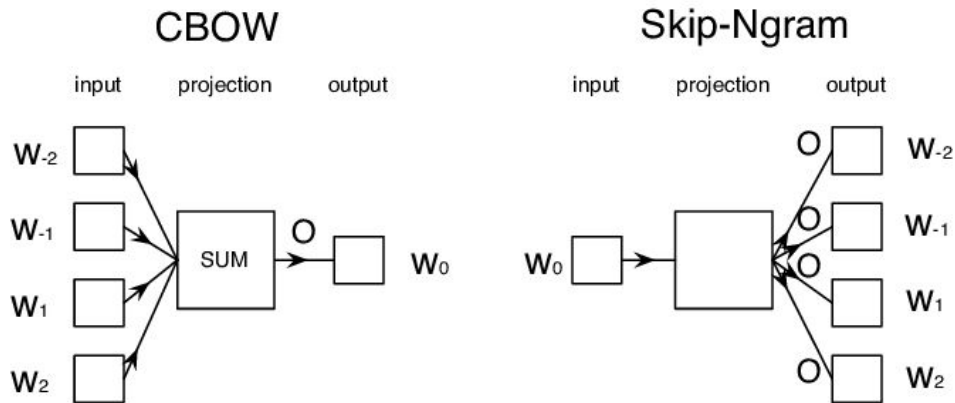 CBOW
input projection output
w-2
w-1
w1
w2
SUM
O
w0
Skip-Ngram
input projection output
w0
O
O
O
O
w-2
w-1
w1
w2